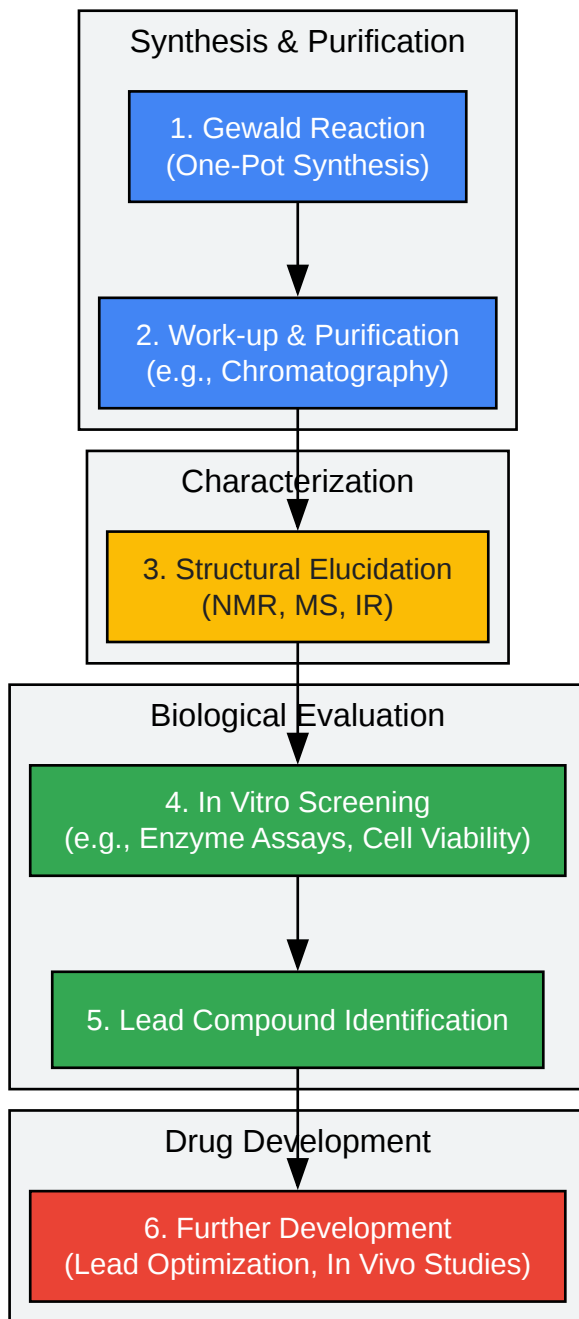 Synthesis & Purification
1. Gewald Reaction
(One-Pot Synthesis)
2. Work-up & Purification
(e.g., Chromatography)
Characterization
3. Structural Elucidation
(NMR, MS, IR)
Biological Evaluation
4. In Vitro Screening
(e.g., Enzyme Assays, Cell Viability)
5. Lead Compound Identification
Drug Development
6. Further Development
(Lead Optimization, In Vivo Studies)